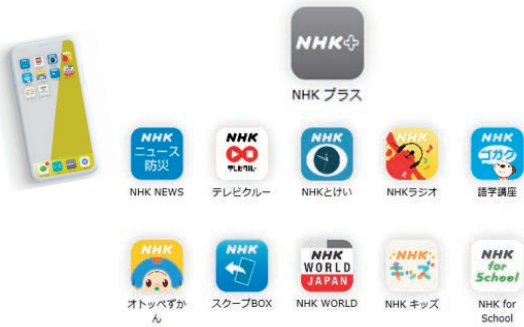 NHK+
NHK プラス
NHK
ニュース
防災
NHK NEWS
NHK
テレビクルー
テレビクルー
NHK
NHKとけい
NHK
NHKラジオ
NHK
ゴガク
語学講座
NHK
オトッペずか
ん
NHK
スクープBOX
NHK
WORLD
JAPAN
NHK WORLD
NHK
キッズ
NHK キッズ
NHK
for
School
NHK for
School